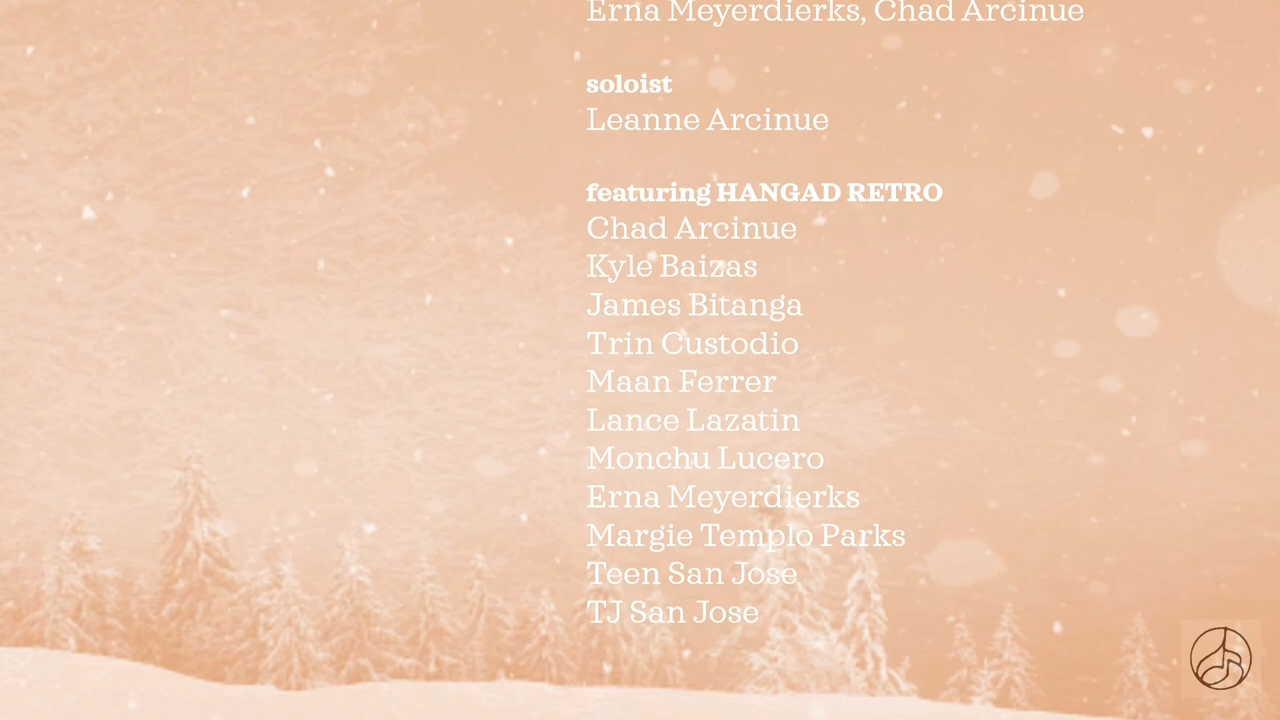 Erna Meyerdierks, Chad Arcinue
soloist
Leanne Arcinue
featuring HANGAD RETRO
Chad Arcinue
Kyle Baizas
James Bitanga
Trin Custodio
Maan Ferrer
Lance Lazatin
Monchu Lucero
Erna Meyerdierks
Margie Templo Parks
Teen San Jose
TJ San Jose